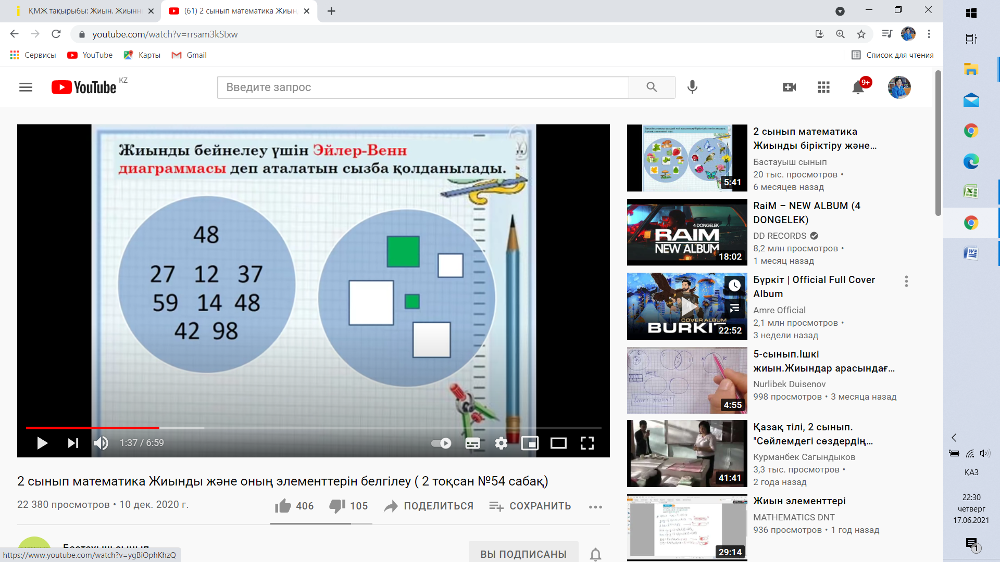 ҚМЖ тақырыбы: Жиын. Жиынн
(61) 2 сынып математика Жиын
youtube.com/watch?v=rrsam3kStxw
Сервисы
YouTube
Карты
Gmail
Список для чтения
YouTube KZ
Введите запрос
9+
Жиынды бейнелеу үшін Эйлер-Венн
диаграммасы деп аталатын сызба қолданылады.
48
27 12 37
59 14 48
42 98
1:37 / 6:59
2 сынып математика Жиынды және оның элементтерін белгілеу ( 2 тоқсан №54 сабақ)
22 380 просмотров • 10 дек. 2020 г.
406
105
ПОДЕЛИТЬСЯ
СОХРАНИТЬ
Бастауыш сынып
ВЫ ПОДПИСАНЫ
https://www.youtube.com/watch?v=ygBiOphKhzQ
5:41
2 сынып математика
Жиынды біріктіру және...
Бастауыш сынып
20 тыс. просмотров •
6 месяцев назад
4 DONGELEK
RAIM
NEW ALBUM
18:02
RaiM – NEW ALBUM (4
DONGELEK)
DD RECORDS
8,2 млн просмотров •
1 месяц назад
COVER ALBUM
BURKIT
22:52
Бүркіт | Official Full Cover
Album
Amre Official
2,1 млн просмотров •
3 недели назад
4:55
5-сынып.Ішкі
жиын.Жиындар арасындағ...
Nurlibek Duisenov
998 просмотров • 3 месяца назад
41:41
Қазақ тілі, 2 сынып.
"Сөйлемдегі сөздердің...
Курманбек Сагындыков
3,3 тыс. просмотров •
2 года назад
29:14
Жиын элементтері
MATHEMATICS DNT
936 просмотров • 1 год назад
ҚАЗ
22:30
четверг
17.06.2021
1